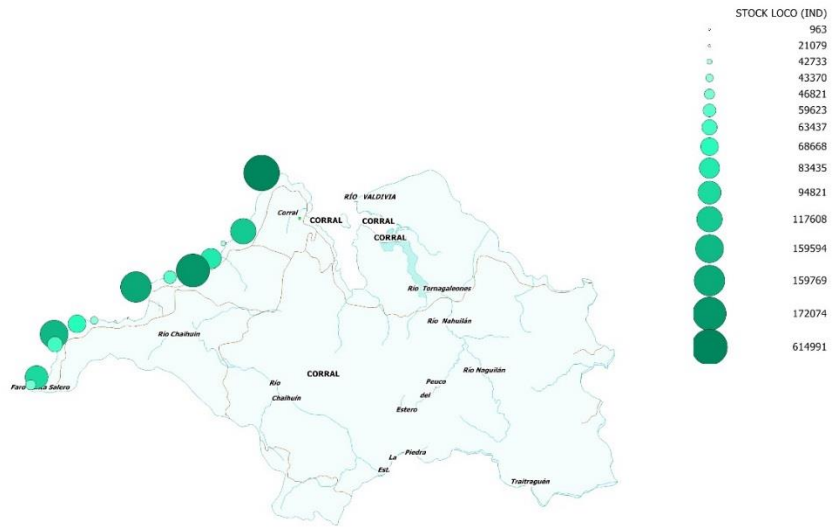 STOCK LOCO (IND)
963
21079
42733
43370
46821
59623
63437
68668
83435
94821
117608
159594
159769
172074
614991
RÍO VALDIVIA
Corral
CORRAL
CORRAL
CORRAL
Río Tornagaleones
Río Nahuilán
Río Chaihuín
Río Naguilán
CORRAL
Río
Chaihuín
Peuco
del
Estero
Faro
Salero
La Piedra
Est.
Traitraguén